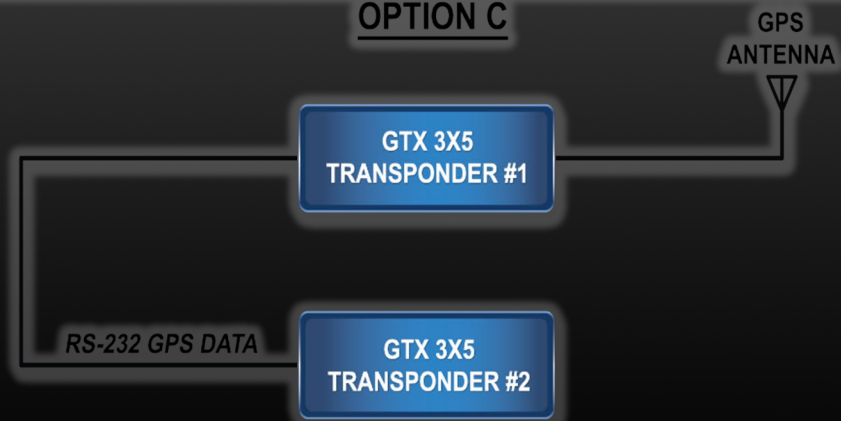 OPTION C
GPS
ANTENNA
GTX 3X5
TRANSPONDER #1
RS-232 GPS DATA
GTX 3X5
TRANSPONDER #2